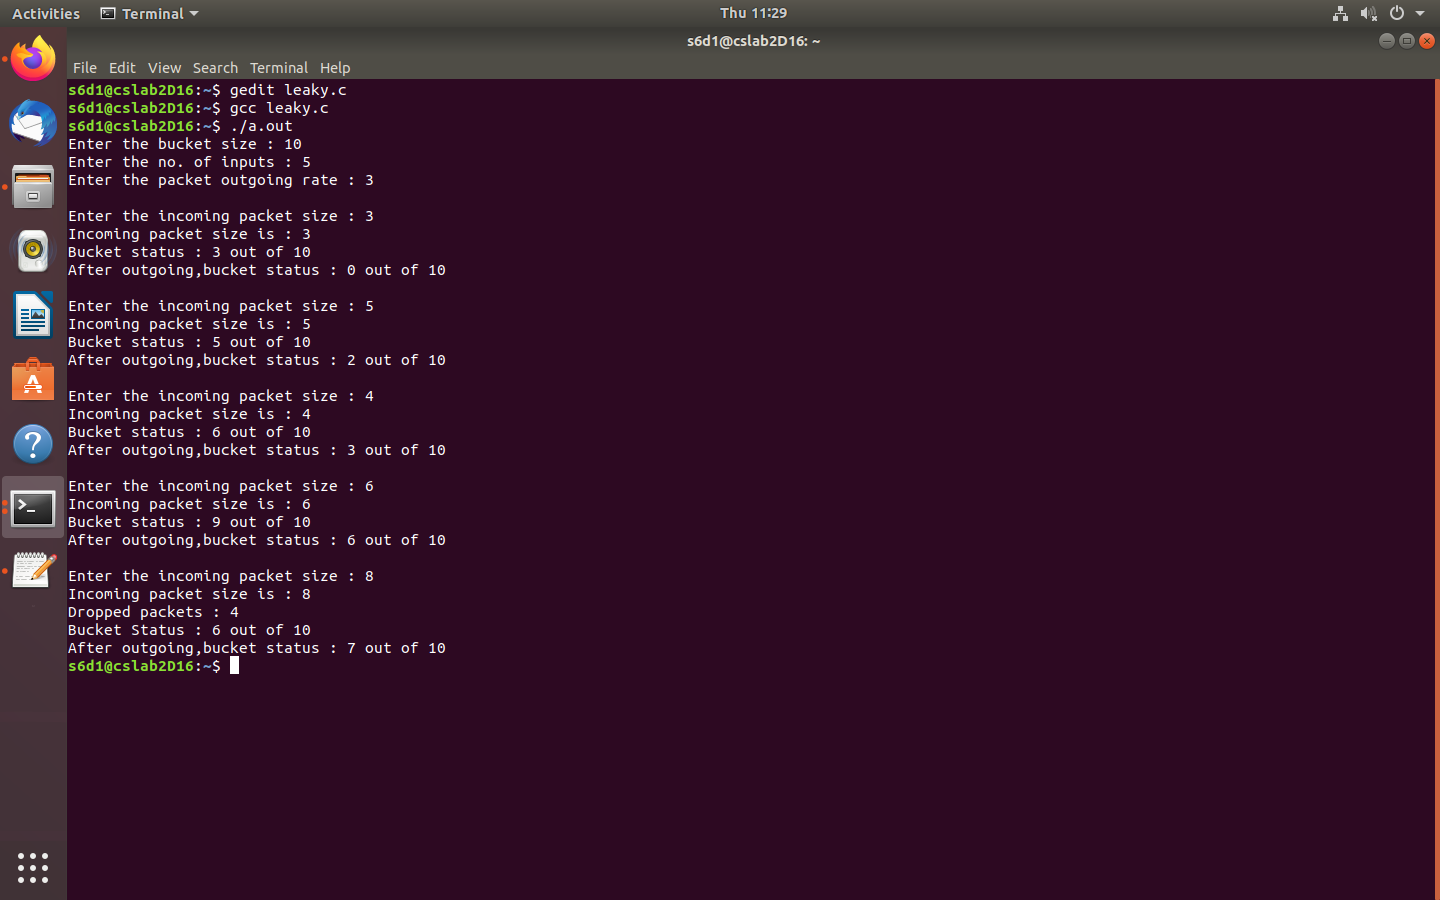 Activities Terminal Thu 11:29
s6d1@cslab2D16: ~
File Edit View Search Terminal Help
s6d1@cslab2D16:~$ gedit leaky.c
s6d1@cslab2D16:~$ gcc leaky.c
s6d1@cslab2D16:~$ ./a.out
Enter the bucket size : 10
Enter the no. of inputs : 5
Enter the packet outgoing rate : 3

Enter the incoming packet size : 3
Incoming packet size is : 3
Bucket status : 3 out of 10
After outgoing,bucket status : 0 out of 10

Enter the incoming packet size : 5
Incoming packet size is : 5
Bucket status : 5 out of 10
After outgoing,bucket status : 2 out of 10

Enter the incoming packet size : 4
Incoming packet size is : 4
Bucket status : 6 out of 10
After outgoing,bucket status : 3 out of 10

Enter the incoming packet size : 6
Incoming packet size is : 6
Bucket status : 9 out of 10
After outgoing,bucket status : 6 out of 10

Enter the incoming packet size : 8
Incoming packet size is : 8
Dropped packets : 4
Bucket Status : 6 out of 10
After outgoing,bucket status : 7 out of 10
s6d1@cslab2D16:~$